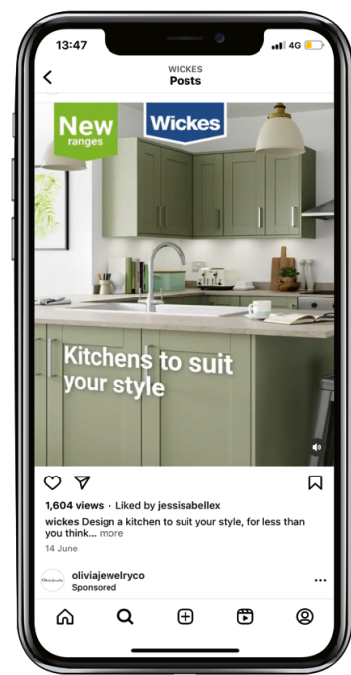 13:47
4G
WICKES
Posts
New
ranges
Wickes
Kitchens to suit
your style
1,604 views · Liked by jessisabellex
wickes Design a kitchen to suit your style, for less than
you think... more
14 June
oliviajewelryco
Sponsored